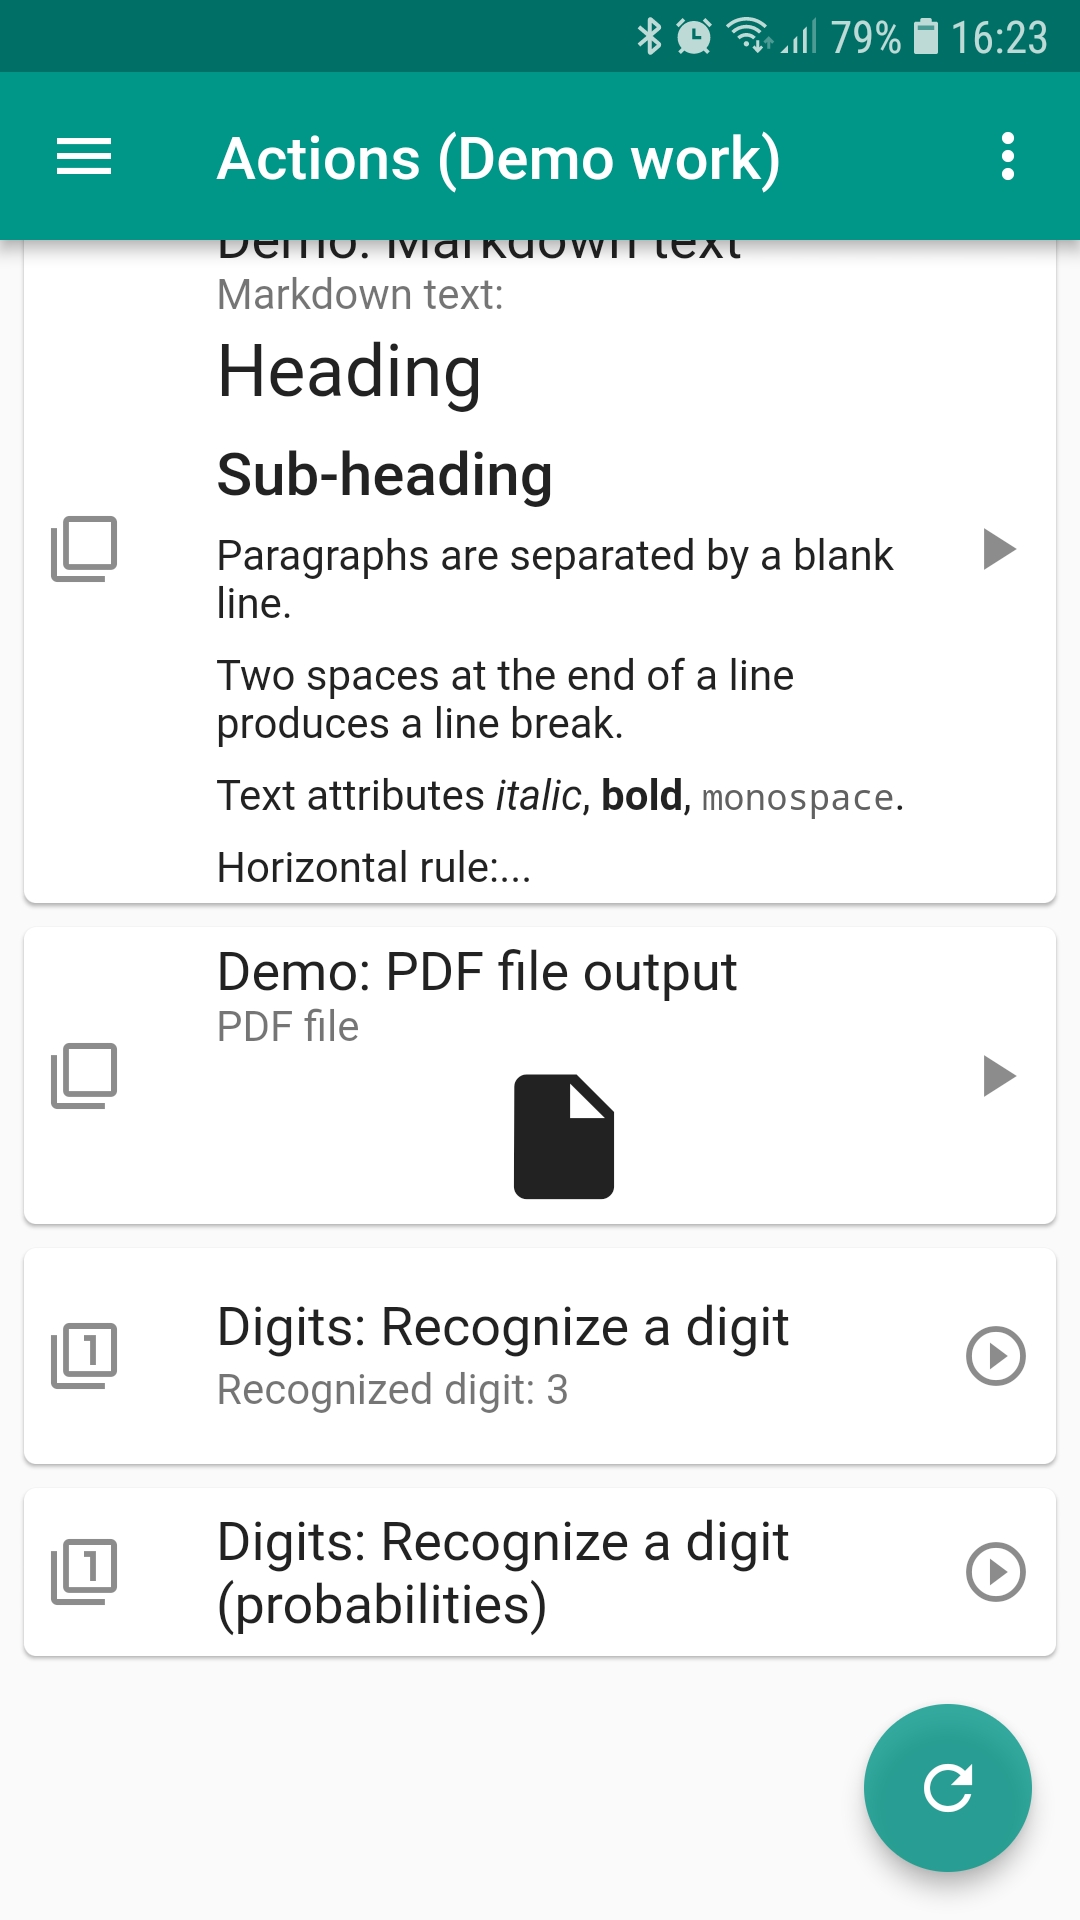 79% 16:23
Actions (Demo work)
Demo: Markdown text
Markdown text:
Heading
Sub-heading
Paragraphs are separated by a blank
line.
Two spaces at the end of a line
produces a line break.
Text attributes italic, bold, monospace.
Horizontal rule:...
Demo: PDF file output
PDF file
1
Digits: Recognize a digit
Recognized digit: 3
1
Digits: Recognize a digit
(probabilities)